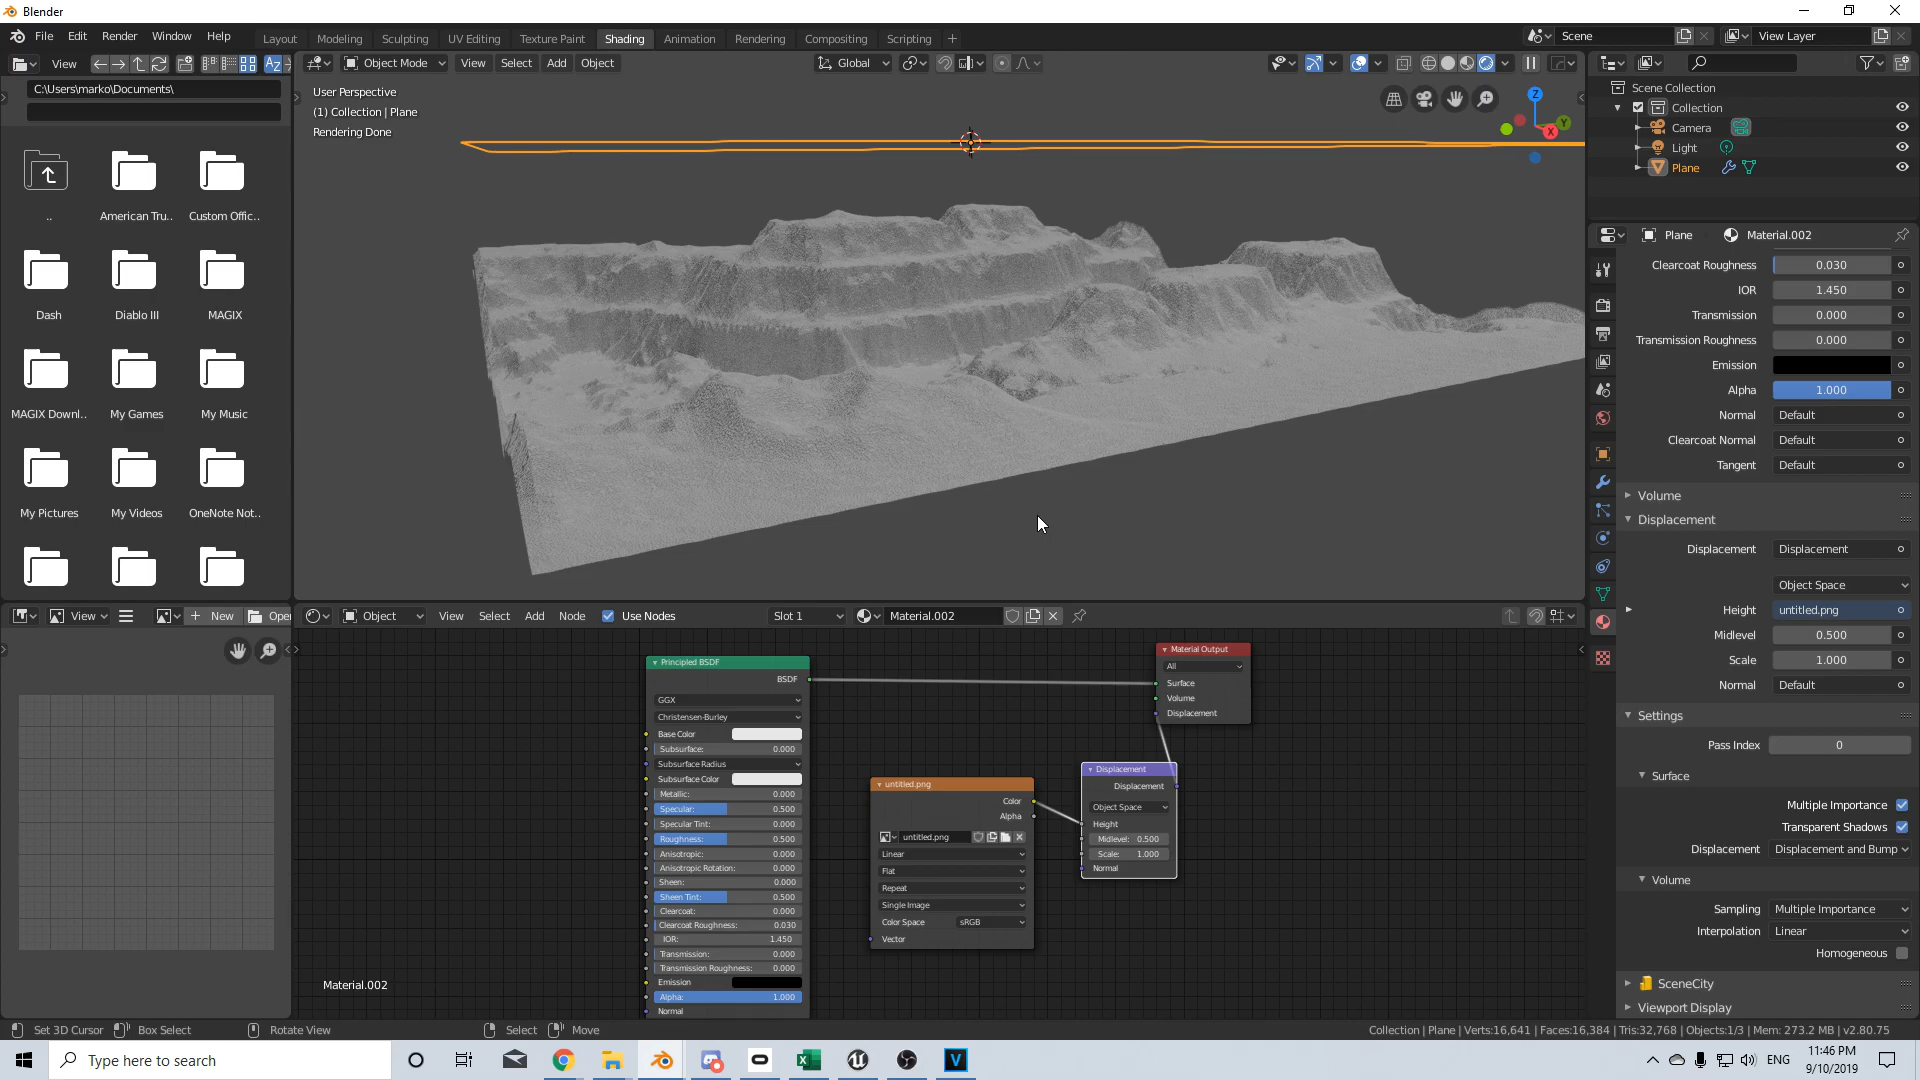 Blender
File Edit Render Window Help
Layout Modeling Sculpting UV Editing Texture Paint Shading Animation Rendering Compositing Scripting +
Scene
View Layer
View
C:\Users\marko\Documents\
..
American Tru..
Custom Offic..
Dash
Diablo III
MAGIX
MAGIX Downl..
My Games
My Music
My Pictures
My Videos
OneNote Not..
Object Mode View Select Add Object
Global
User Perspective
(1) Collection | Plane
Rendering Done
Z
Y
X
Scene Collection
Collection
Camera
Light
Plane
Plane
Material.002
Clearcoat Roughness 0.030
IOR 1.450
Transmission 0.000
Transmission Roughness 0.000
Emission
Alpha 1.000
Normal Default
Clearcoat Normal Default
Tangent Default
Volume
Displacement
Displacement Displacement
Object Space
Height untitled.png
Midlevel 0.500
Scale 1.000
Normal Default
Settings
Pass Index 0
Surface
Multiple Importance
Transparent Shadows
Displacement Displacement and Bump
Volume
Sampling Multiple Importance
Interpolation Linear
Homogeneous
SceneCity
Viewport Display
View
+ New
Open
Object View Select Add Node Use Nodes
Slot 1
Material.002
Principled BSDF
BSDF
GGX
Christensen-Burley
Base Color
Subsurface: 0.000
Subsurface Radius
Subsurface Color
Metallic: 0.000
Specular: 0.500
Specular Tint: 0.000
Roughness: 0.500
Anisotropic: 0.000
Anisotropic Rotation: 0.000
Sheen: 0.000
Sheen Tint: 0.500
Clearcoat: 0.000
Clearcoat Roughness: 0.030
IOR: 1.450
Transmission: 0.000
Transmission Roughness: 0.000
Emission
Alpha: 1.000
Normal
untitled.png
Color
Alpha
untitled.png
Linear
Flat
Repeat
Single Image
Color Space sRGB
Vector
Displacement
Displacement
Object Space
Height
Midlevel: 0.500
Scale: 1.000
Normal
Material Output
All
Surface
Volume
Displacement
Material.002
Set 3D Cursor Box Select Rotate View Select Move
Collection | Plane | Verts:16,641 | Faces:16,384 | Tris:32,768 | Objects:1/3 | Mem: 273.2 MB | v2.80.75
Type here to search
ENG
11:46 PM
9/10/2019